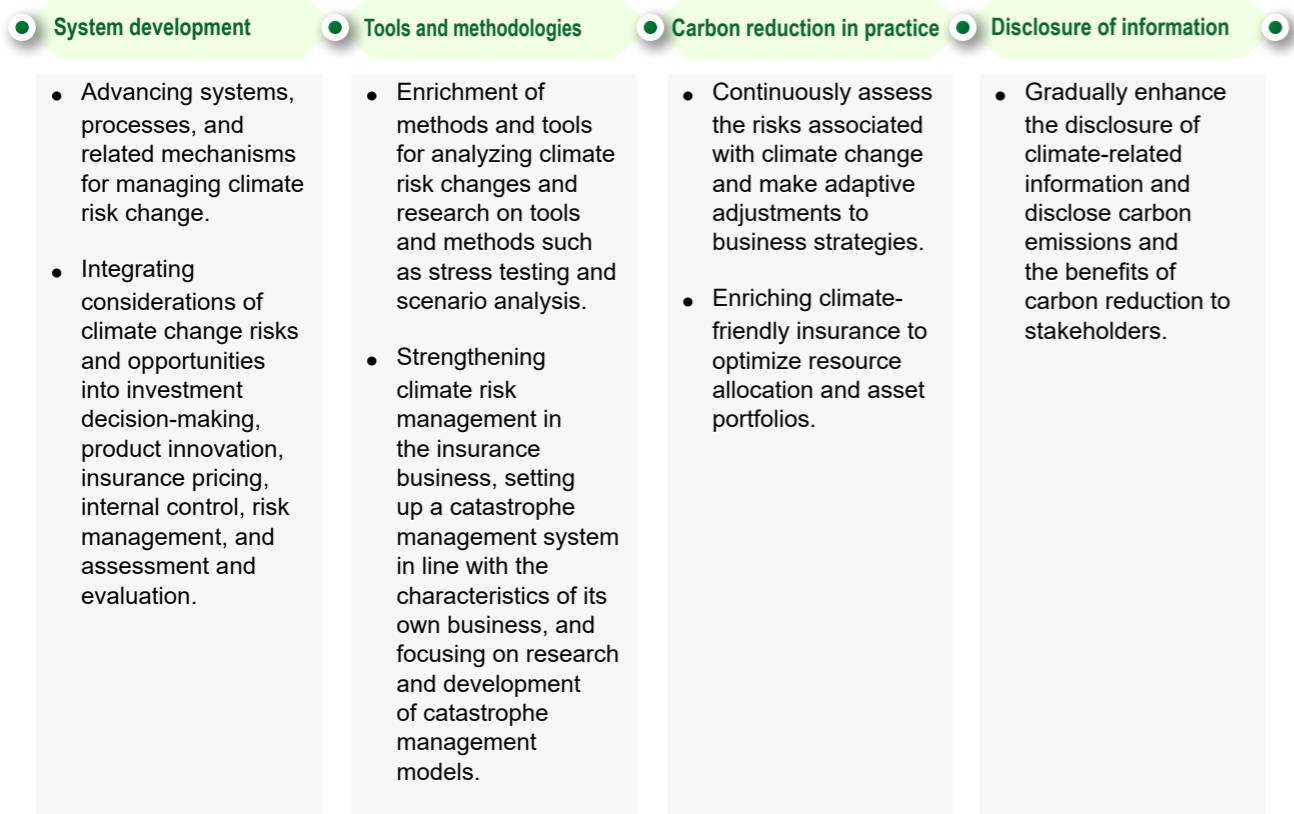 System development
Tools and methodologies
Carbon reduction in practice
Disclosure of information
● Advancing systems,
processes, and
related mechanisms
for managing climate
risk change.
● Integrating
considerations of
climate change risks
and opportunities
into investment
decision-making,
product innovation,
insurance pricing,
internal control, risk
management, and
assessment and
evaluation.
● Enrichment of
methods and tools
for analyzing climate
risk changes and
research on tools
and methods such
as stress testing and
scenario analysis.
● Strengthening
climate risk
management in
the insurance
business, setting
up a catastrophe
management system
in line with the
characteristics of its
own business, and
focusing on research
and development
of catastrophe
management
models.
● Continuously assess
the risks associated
with climate change
and make adaptive
adjustments to
business strategies.
● Enriching climate-
friendly insurance to
optimize resource
allocation and asset
portfolios.
● Gradually enhance
the disclosure of
climate-related
information and
disclose carbon
emissions and
the benefits of
carbon reduction to
stakeholders.